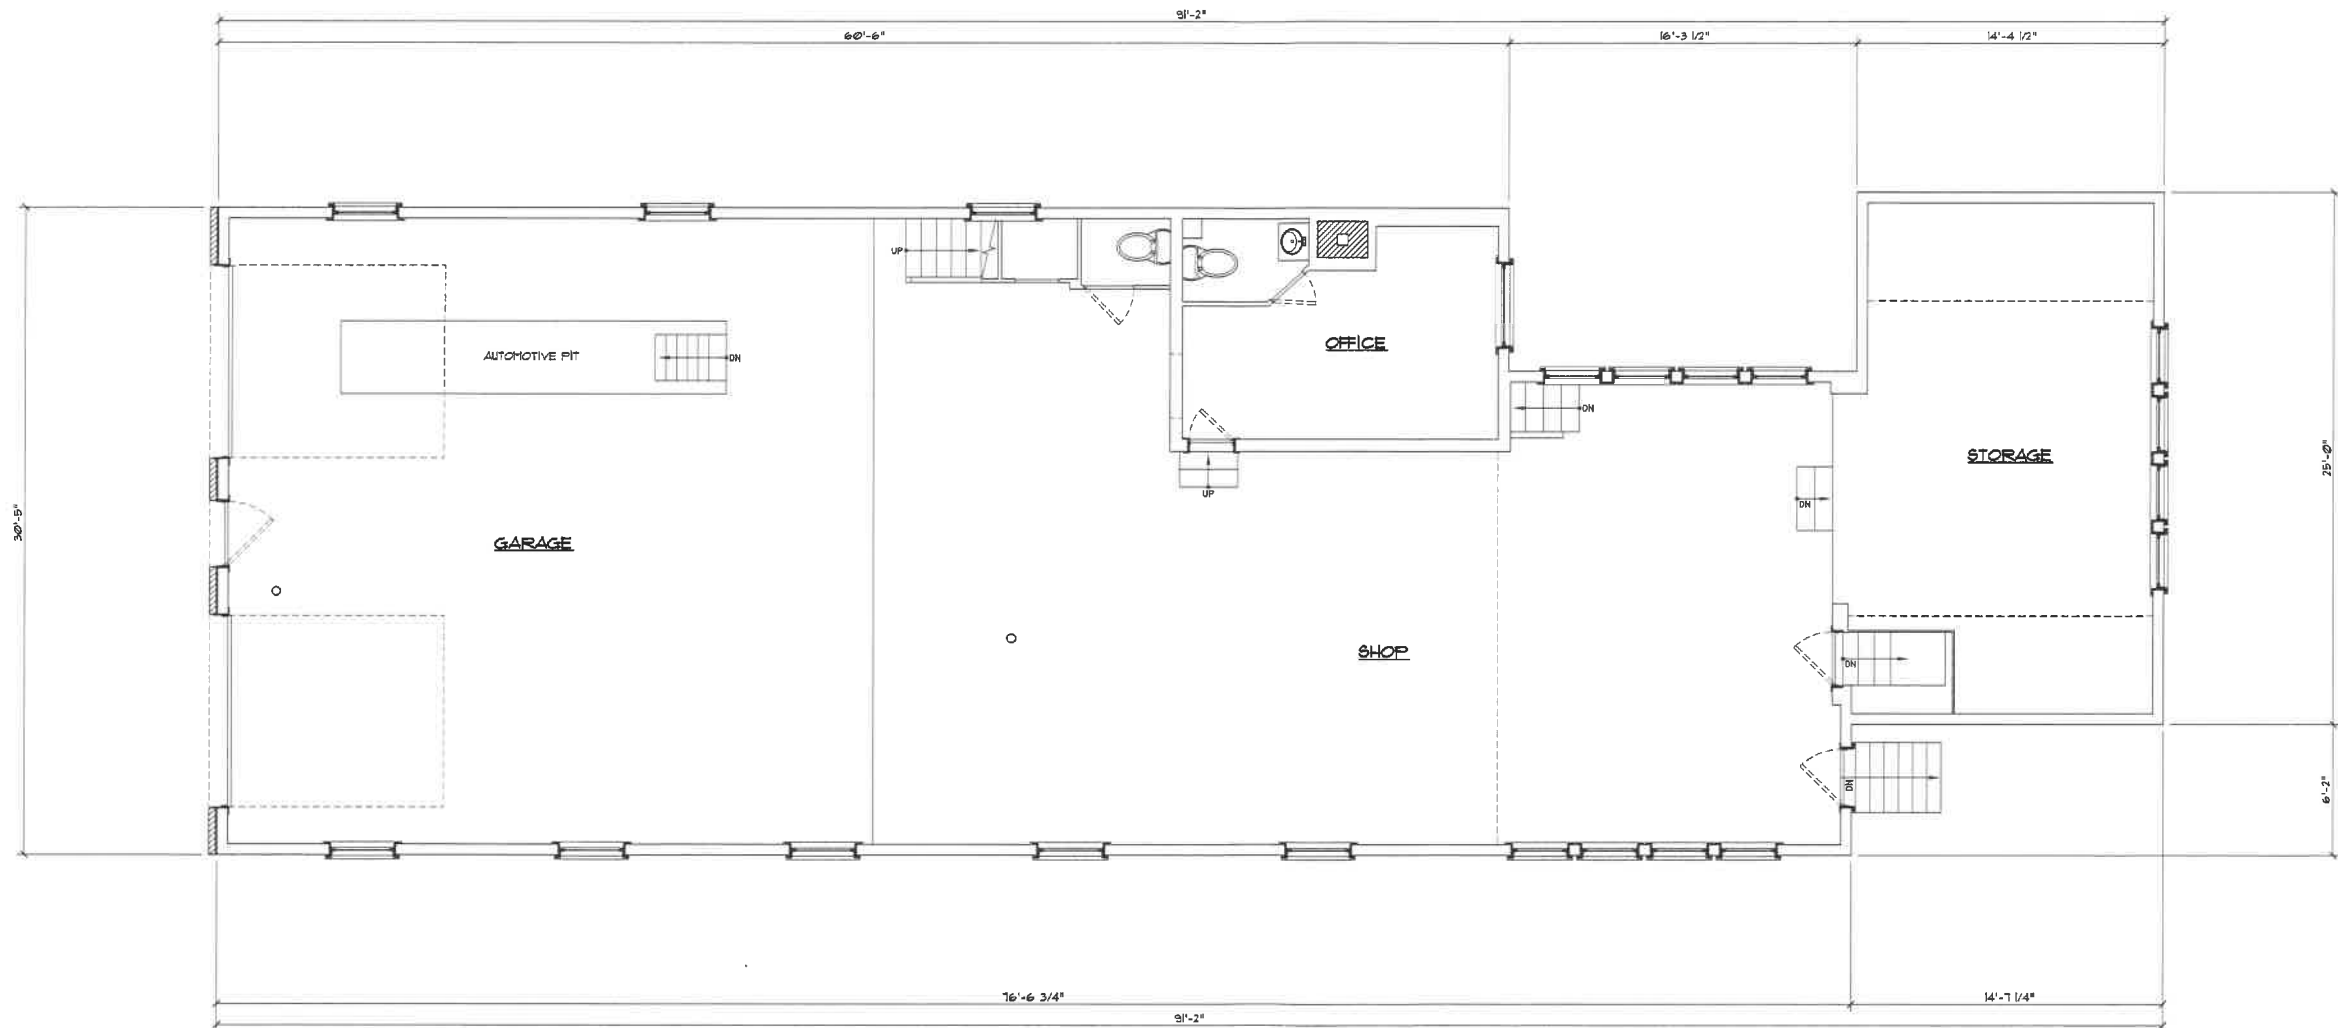 91'-2"
60'-6"
16'-3 1/2"
14'-4 1/2"
UP
AUTOMOTIVE PIT
DN
OFFICE
DN
STORAGE
25'-0"
30'-5"
UP
DN
GARAGE
SHOP
DN
DN
6'-2"
76'-6 3/4"
14'-7 1/4"
91'-2"